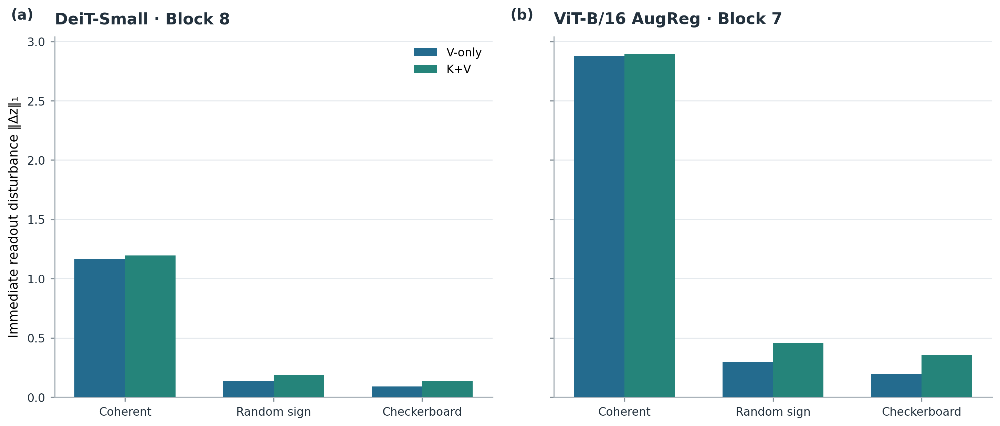 (a) DeiT-Small · Block 8
Immediate readout disturbance ‖Δz‖₁
3.0
2.5
2.0
1.5
1.0
0.5
0.0
V-only
K+V
Coherent
Random sign
Checkerboard
(b) ViT-B/16 AugReg · Block 7
Coherent
Random sign
Checkerboard